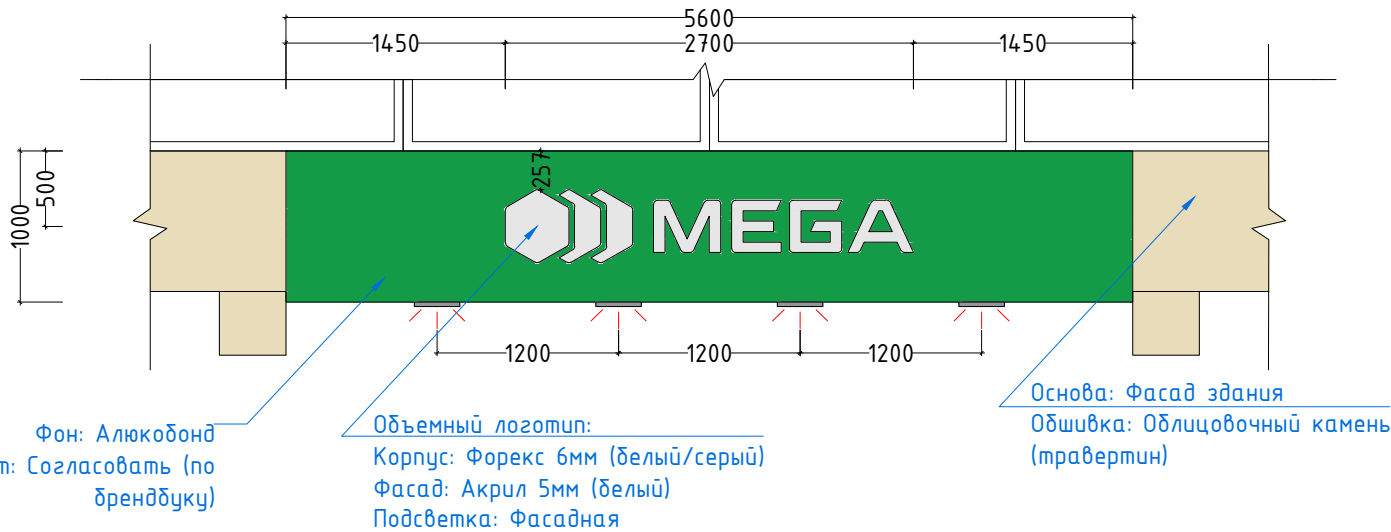 5600
1450 2700 1450
257
500
1000
MEGA
1200 1200 1200
Фон: Алюкобонд
т: Согласовать (по
брендбуку)
Объемный логотип:
Корпус: Форекс 6мм (белый/серый)
Фасад: Акрил 5мм (белый)
Подсветка: Фасадная
Основа: Фасад здания
Обшивка: Облицовочный камень
(травертин)